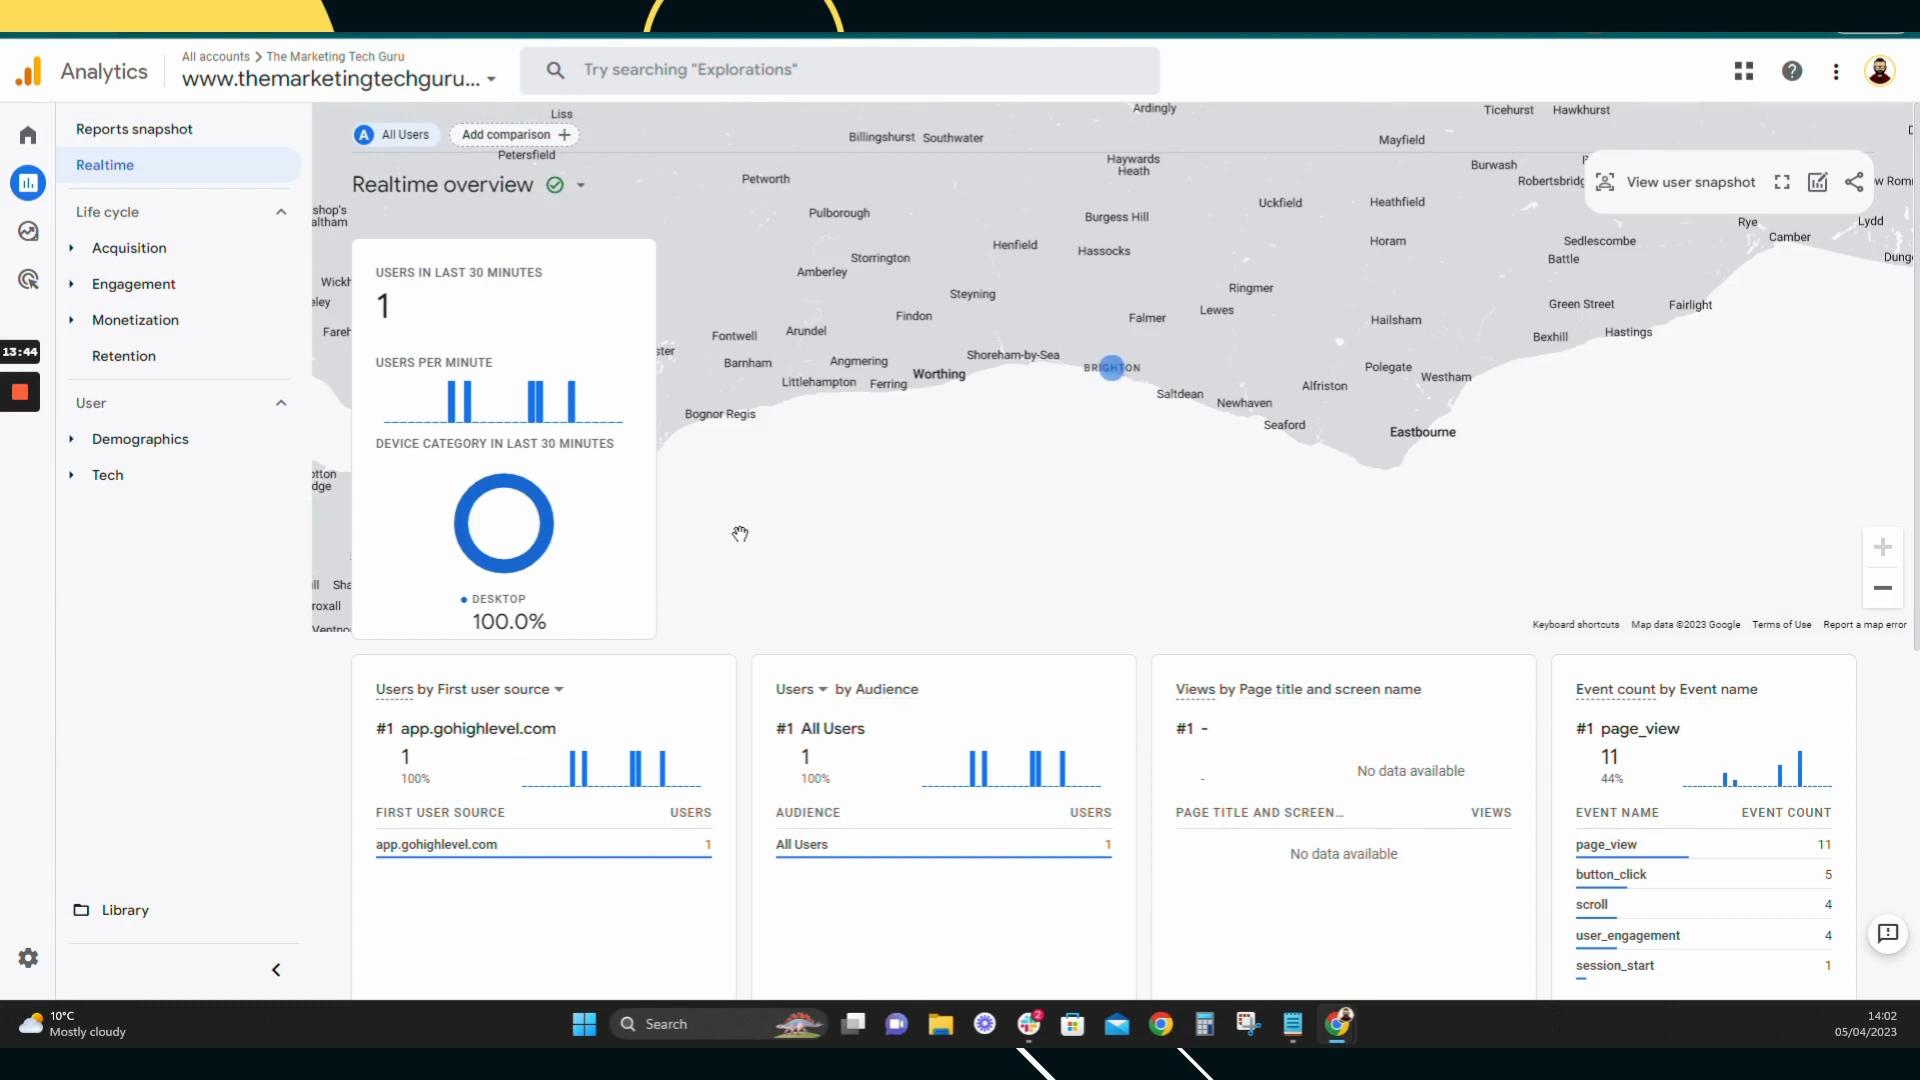 All accounts > The Marketing Tech Guru
Analytics
www.themarketingtechguru...
Try searching "Explorations"
Reports snapshot
Realtime
Life cycle
Acquisition
Engagement
Monetization
Retention
User
Demographics
Tech
Library
13:44
A All Users
Add comparison +
Realtime overview
View user snapshot
USERS IN LAST 30 MINUTES
1
USERS PER MINUTE
DEVICE CATEGORY IN LAST 30 MINUTES
DESKTOP
100.0%
Liss
Petersfield
Billingshurst
Southwater
Ardingly
Ticehurst
Hawkhurst
Mayfield
Haywards Heath
Burwash
Petworth
Pulborough
Burgess Hill
Uckfield
Heathfield
Rye
Lydd
Camber
Henfield
Hassocks
Horam
Sedlescombe
Battle
Storrington
Amberley
Steyning
Ringmer
Lewes
Findon
Falmer
Green Street
Fairlight
Hailsham
Hastings
Bexhill
Fontwell
Arundel
Barnham
Angmering
Shoreham-by-Sea
BRIGHTON
Worthing
Littlehampton
Ferring
Polegate
Westham
Alfriston
Saltdean
Newhaven
Bognor Regis
Seaford
Eastbourne
Keyboard shortcuts
Map data ©2023 Google
Terms of Use
Report a map error
Users by First user source
#1 app.gohighlevel.com
1
100%
FIRST USER SOURCE USERS
app.gohighlevel.com 1
Users by Audience
#1 All Users
1
100%
AUDIENCE USERS
All Users 1
Views by Page title and screen name
#1 -
-
No data available
PAGE TITLE AND SCREEN... VIEWS
No data available
Event count by Event name
#1 page_view
11
44%
EVENT NAME EVENT COUNT
page_view 11
button_click 5
scroll 4
user_engagement 4
session_start 1
10°C
Mostly cloudy
Search
2
14:02
05/04/2023